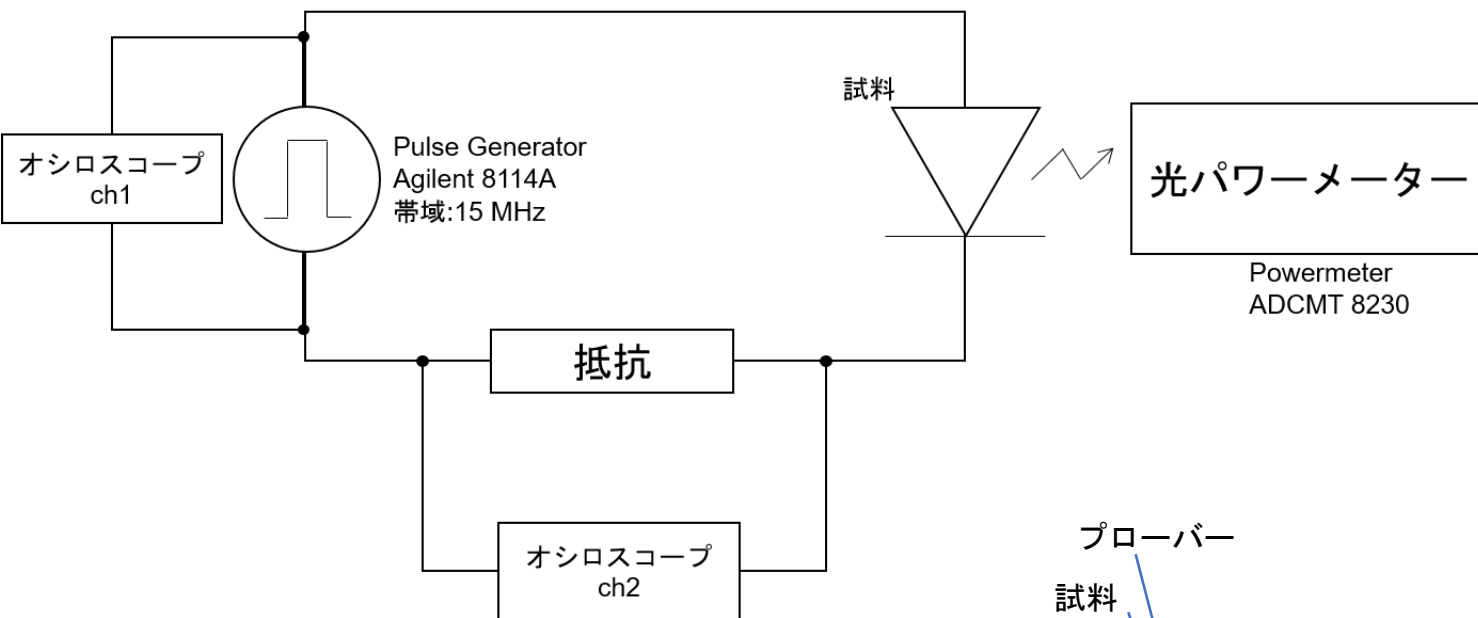 試料
オシロスコープ
ch1
Pulse Generator
Agilent 8114A
帯域:15 MHz
光パワーメーター
Powermeter
ADCMT 8230
抵抗
オシロスコープ
ch2
プローバー
試料